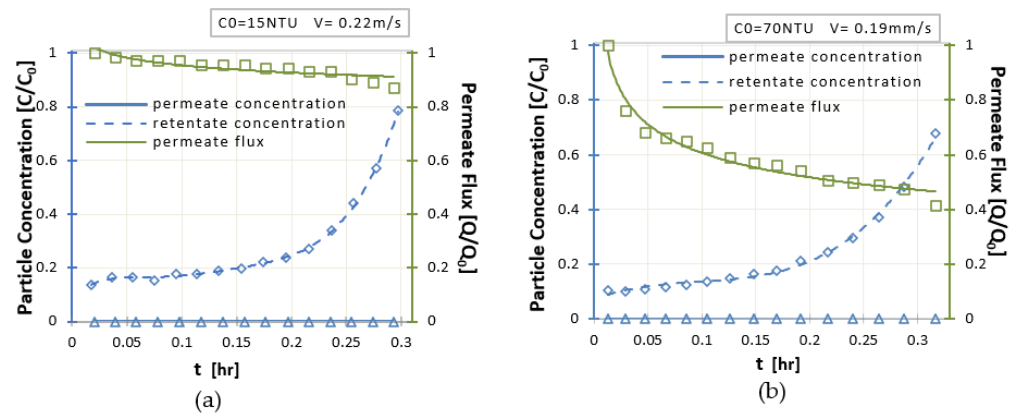 C0=15NTU V= 0.22m/s
Particle Concentration [C/C₀]
1
0.8
0.6
0.4
0.2
0
permeate concentration
retentate concentration
permeate flux
1
0.8
0.6
0.4
0.2
0
Permeate Flux [Q/Q₀]
0 0.05 0.1 0.15 0.2 0.25 0.3
t [hr]
(a)
C0=70NTU V= 0.19mm/s
Particle Concentration [C/C₀]
1
0.8
0.6
0.4
0.2
0
permeate concentration
retentate concentration
permeate flux
1
0.8
0.6
0.4
0.2
0
Permeate Flux [Q/Q₀]
0 0.05 0.1 0.15 0.2 0.25 0.3
t [hr]
(b)